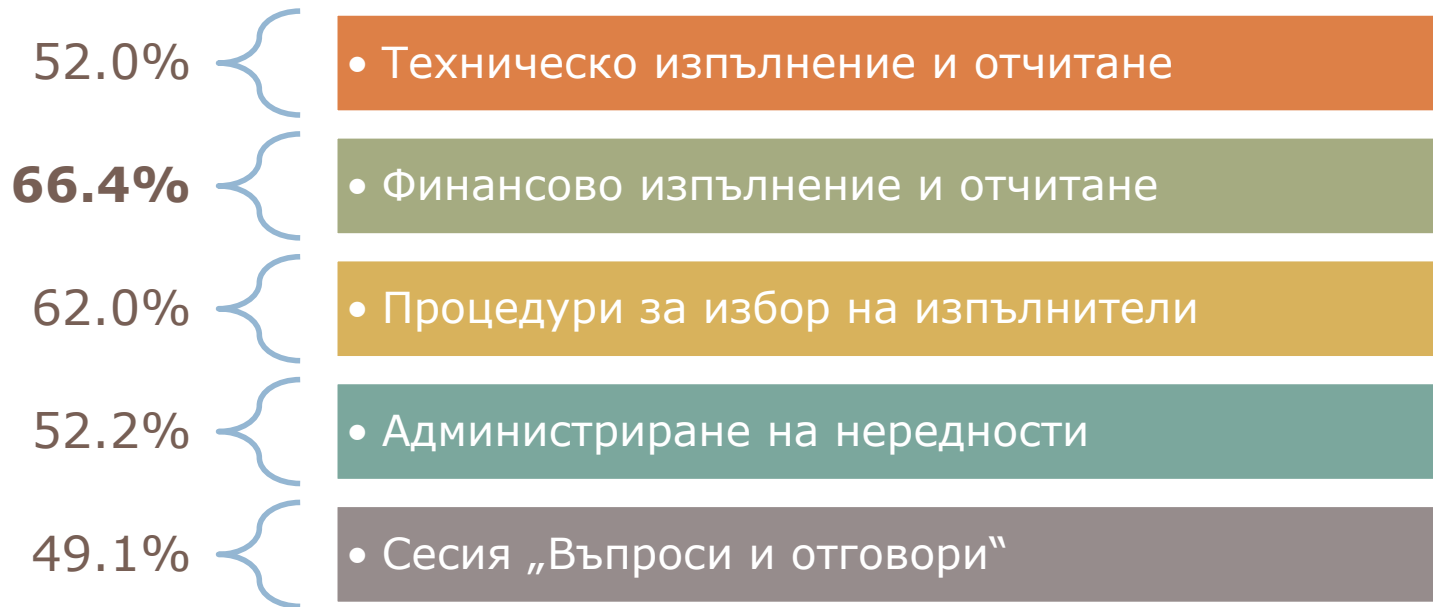 52.0%
• Техническо изпълнение и отчитане
66.4%
• Финансово изпълнение и отчитане
62.0%
• Процедури за избор на изпълнители
52.2%
• Администриране на нередности
49.1%
• Сесия „Въпроси и отговори“